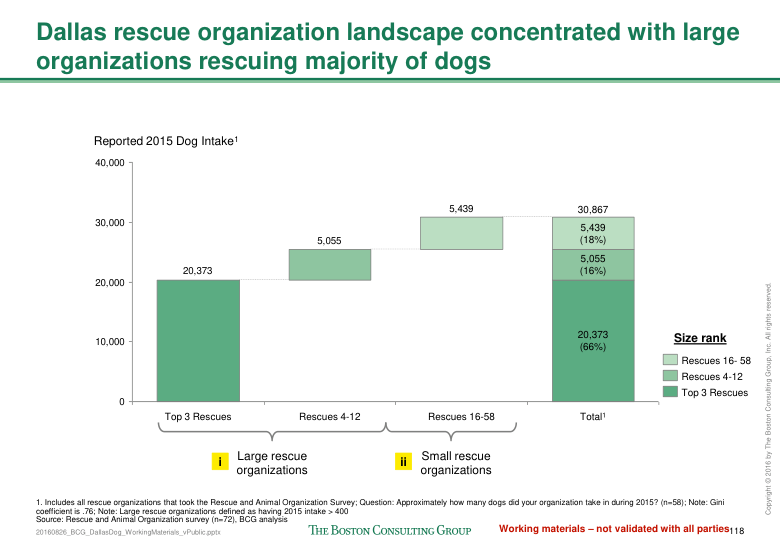 Dallas rescue organization landscape concentrated with large
organizations rescuing majority of dogs
Reported 2015 Dog Intake¹
40,000
30,000
20,000
10,000
0
20,373
5,055
5,439
30,867
5,439
(18%)
5,055
(16%)
20,373
(66%)
Size rank
Rescues 16- 58
Rescues 4-12
Top 3 Rescues
Top 3 Rescues
Rescues 4-12
Rescues 16-58
Total¹
i
Large rescue
organizations
ii
Small rescue
organizations
1. Includes all rescue organizations that took the Rescue and Animal Organization Survey; Question: Approximately how many dogs did your organization take in during 2015? (n=58); Note: Gini
coefficient is .76; Note: Large rescue organizations defined as having 2015 intake > 400
Source: Rescue and Animal Organization survey (n=72), BCG analysis
20160826_BCG_DallasDog_WorkingMaterials_vPublic.pptx
THE BOSTON CONSULTING GROUP
Working materials – not validated with all parties
118
Copyright © 2016 by The Boston Consulting Group, Inc. All rights reserved.